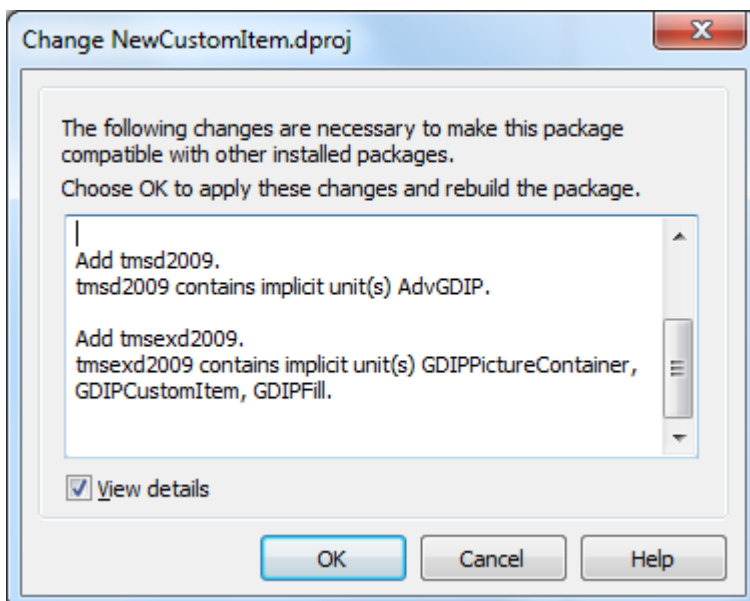 Change NewCustomItem.dproj
The following changes are necessary to make this package
compatible with other installed packages.
Choose OK to apply these changes and rebuild the package.
Add tmsd2009.
tmsd2009 contains implicit unit(s) AdvGDIP.
Add tmsexd2009.
tmsexd2009 contains implicit unit(s) GDIPPictureContainer,
GDIPCustomItem, GDIPFill.
View details
OK Cancel Help